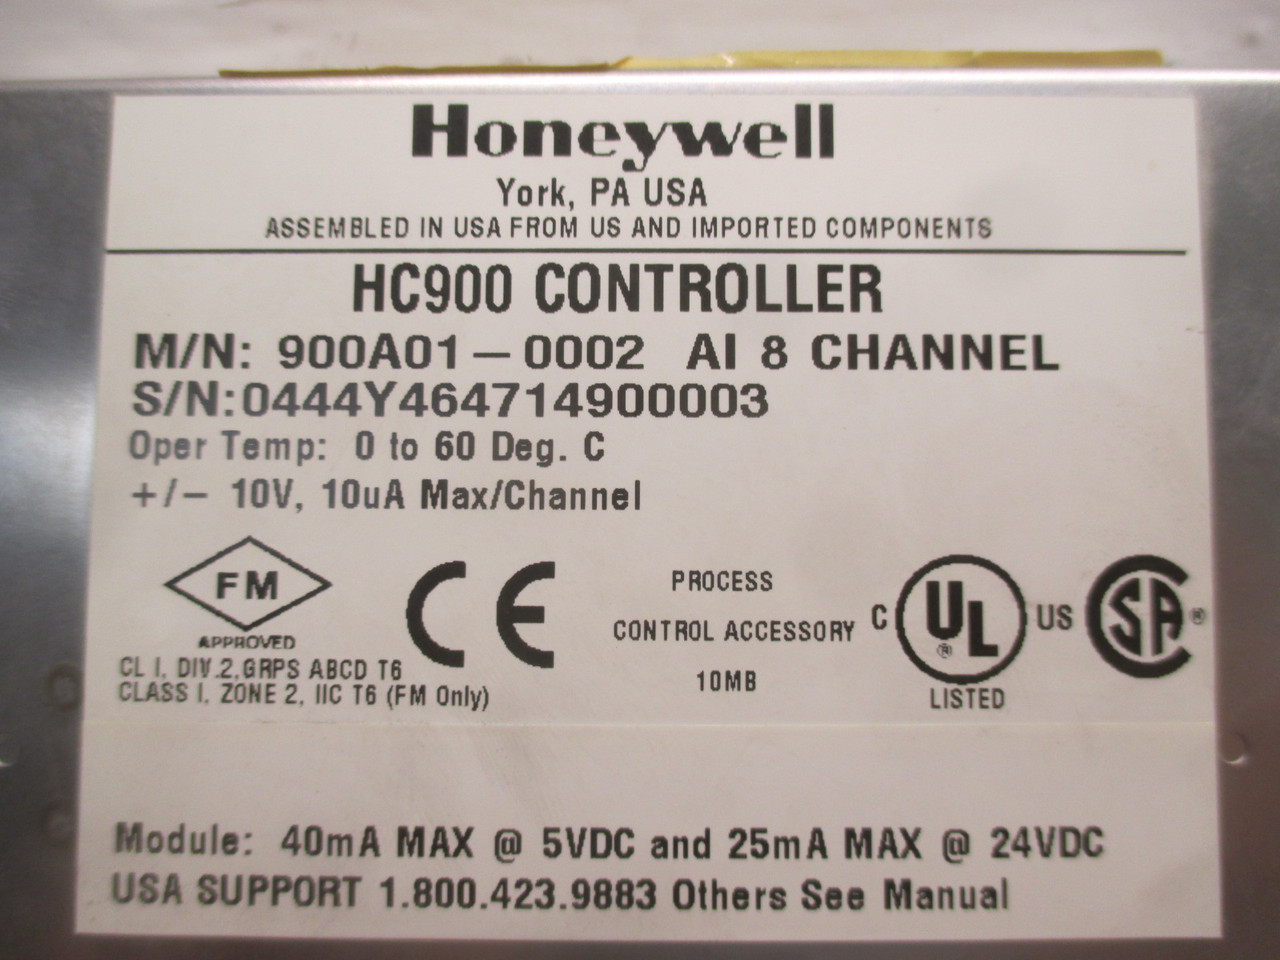 Honeywell
York, PA USA
ASSEMBLED IN USA FROM US AND IMPORTED COMPONENTS
HC900 CONTROLLER
M/N: 900A01-0002 AI 8 CHANNEL
S/N:0444Y464714900003
Oper Temp: 0 to 60 Deg. C
+/- 10V, 10uA Max/Channel
FM
APPROVED
CL I, DIV.2,GRPS ABCD T6
CLASS I, ZONE 2, IIC T6 (FM Only)
CE
PROCESS
CONTROL ACCESSORY
10MB
C UL ® US
LISTED
SA ®
Module: 40mA MAX @ 5VDC and 25mA MAX @ 24VDC
USA SUPPORT 1.800.423.9883 Others See Manual